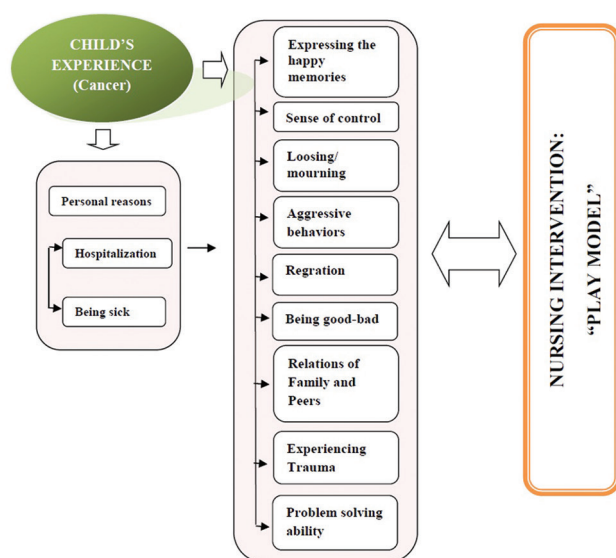 CHILD'S
EXPERIENCE
(Cancer)
Personal reasons
Hospitalization
Being sick
Expressing the
happy
memories
Sense of control
Loosing/
mourning
Aggressive
behaviors
Regration
Being good-bad
Relations of
Family and
Peers
Experiencing
Trauma
Problem solving
ability
NURSING INTERVENTION:
“PLAY MODEL”